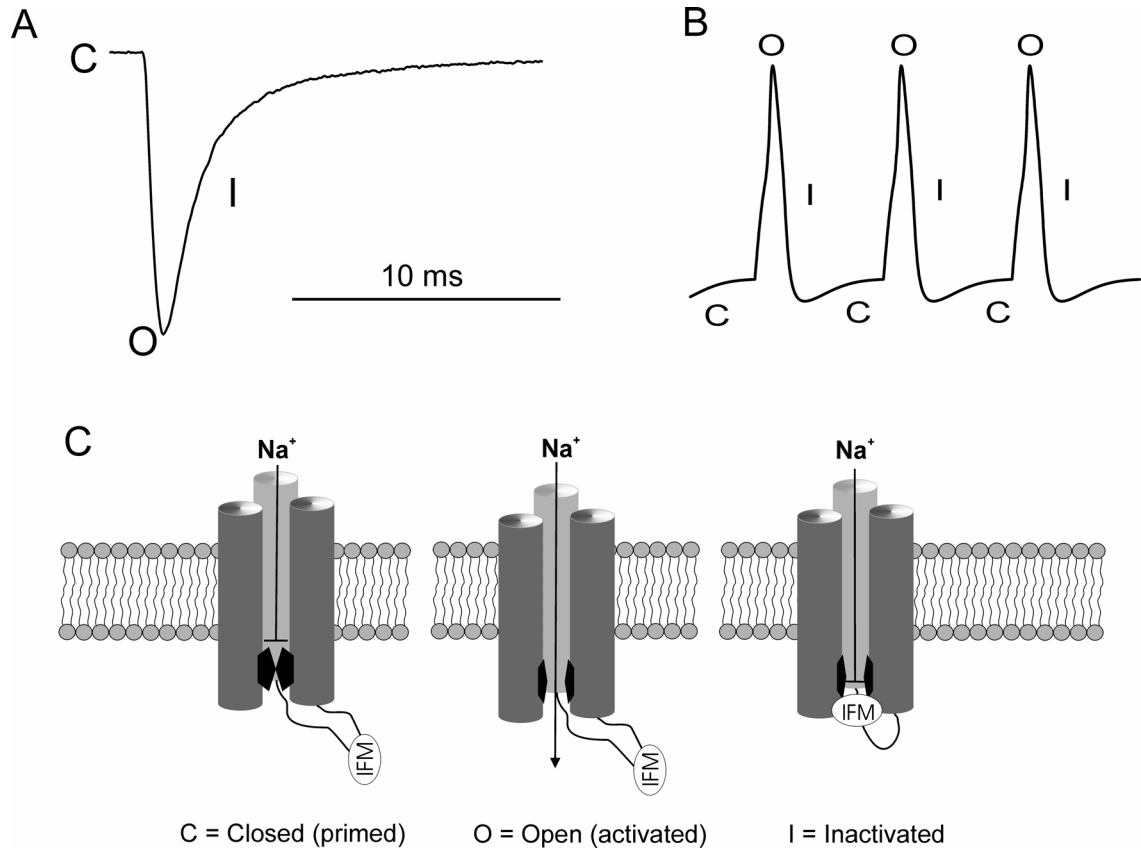 A
C
I
10 ms
O
B
O O O
I I I
C C C
C
Na⁺ Na⁺ Na⁺
IFM IFM IFM
C = Closed (primed) O = Open (activated) I = Inactivated